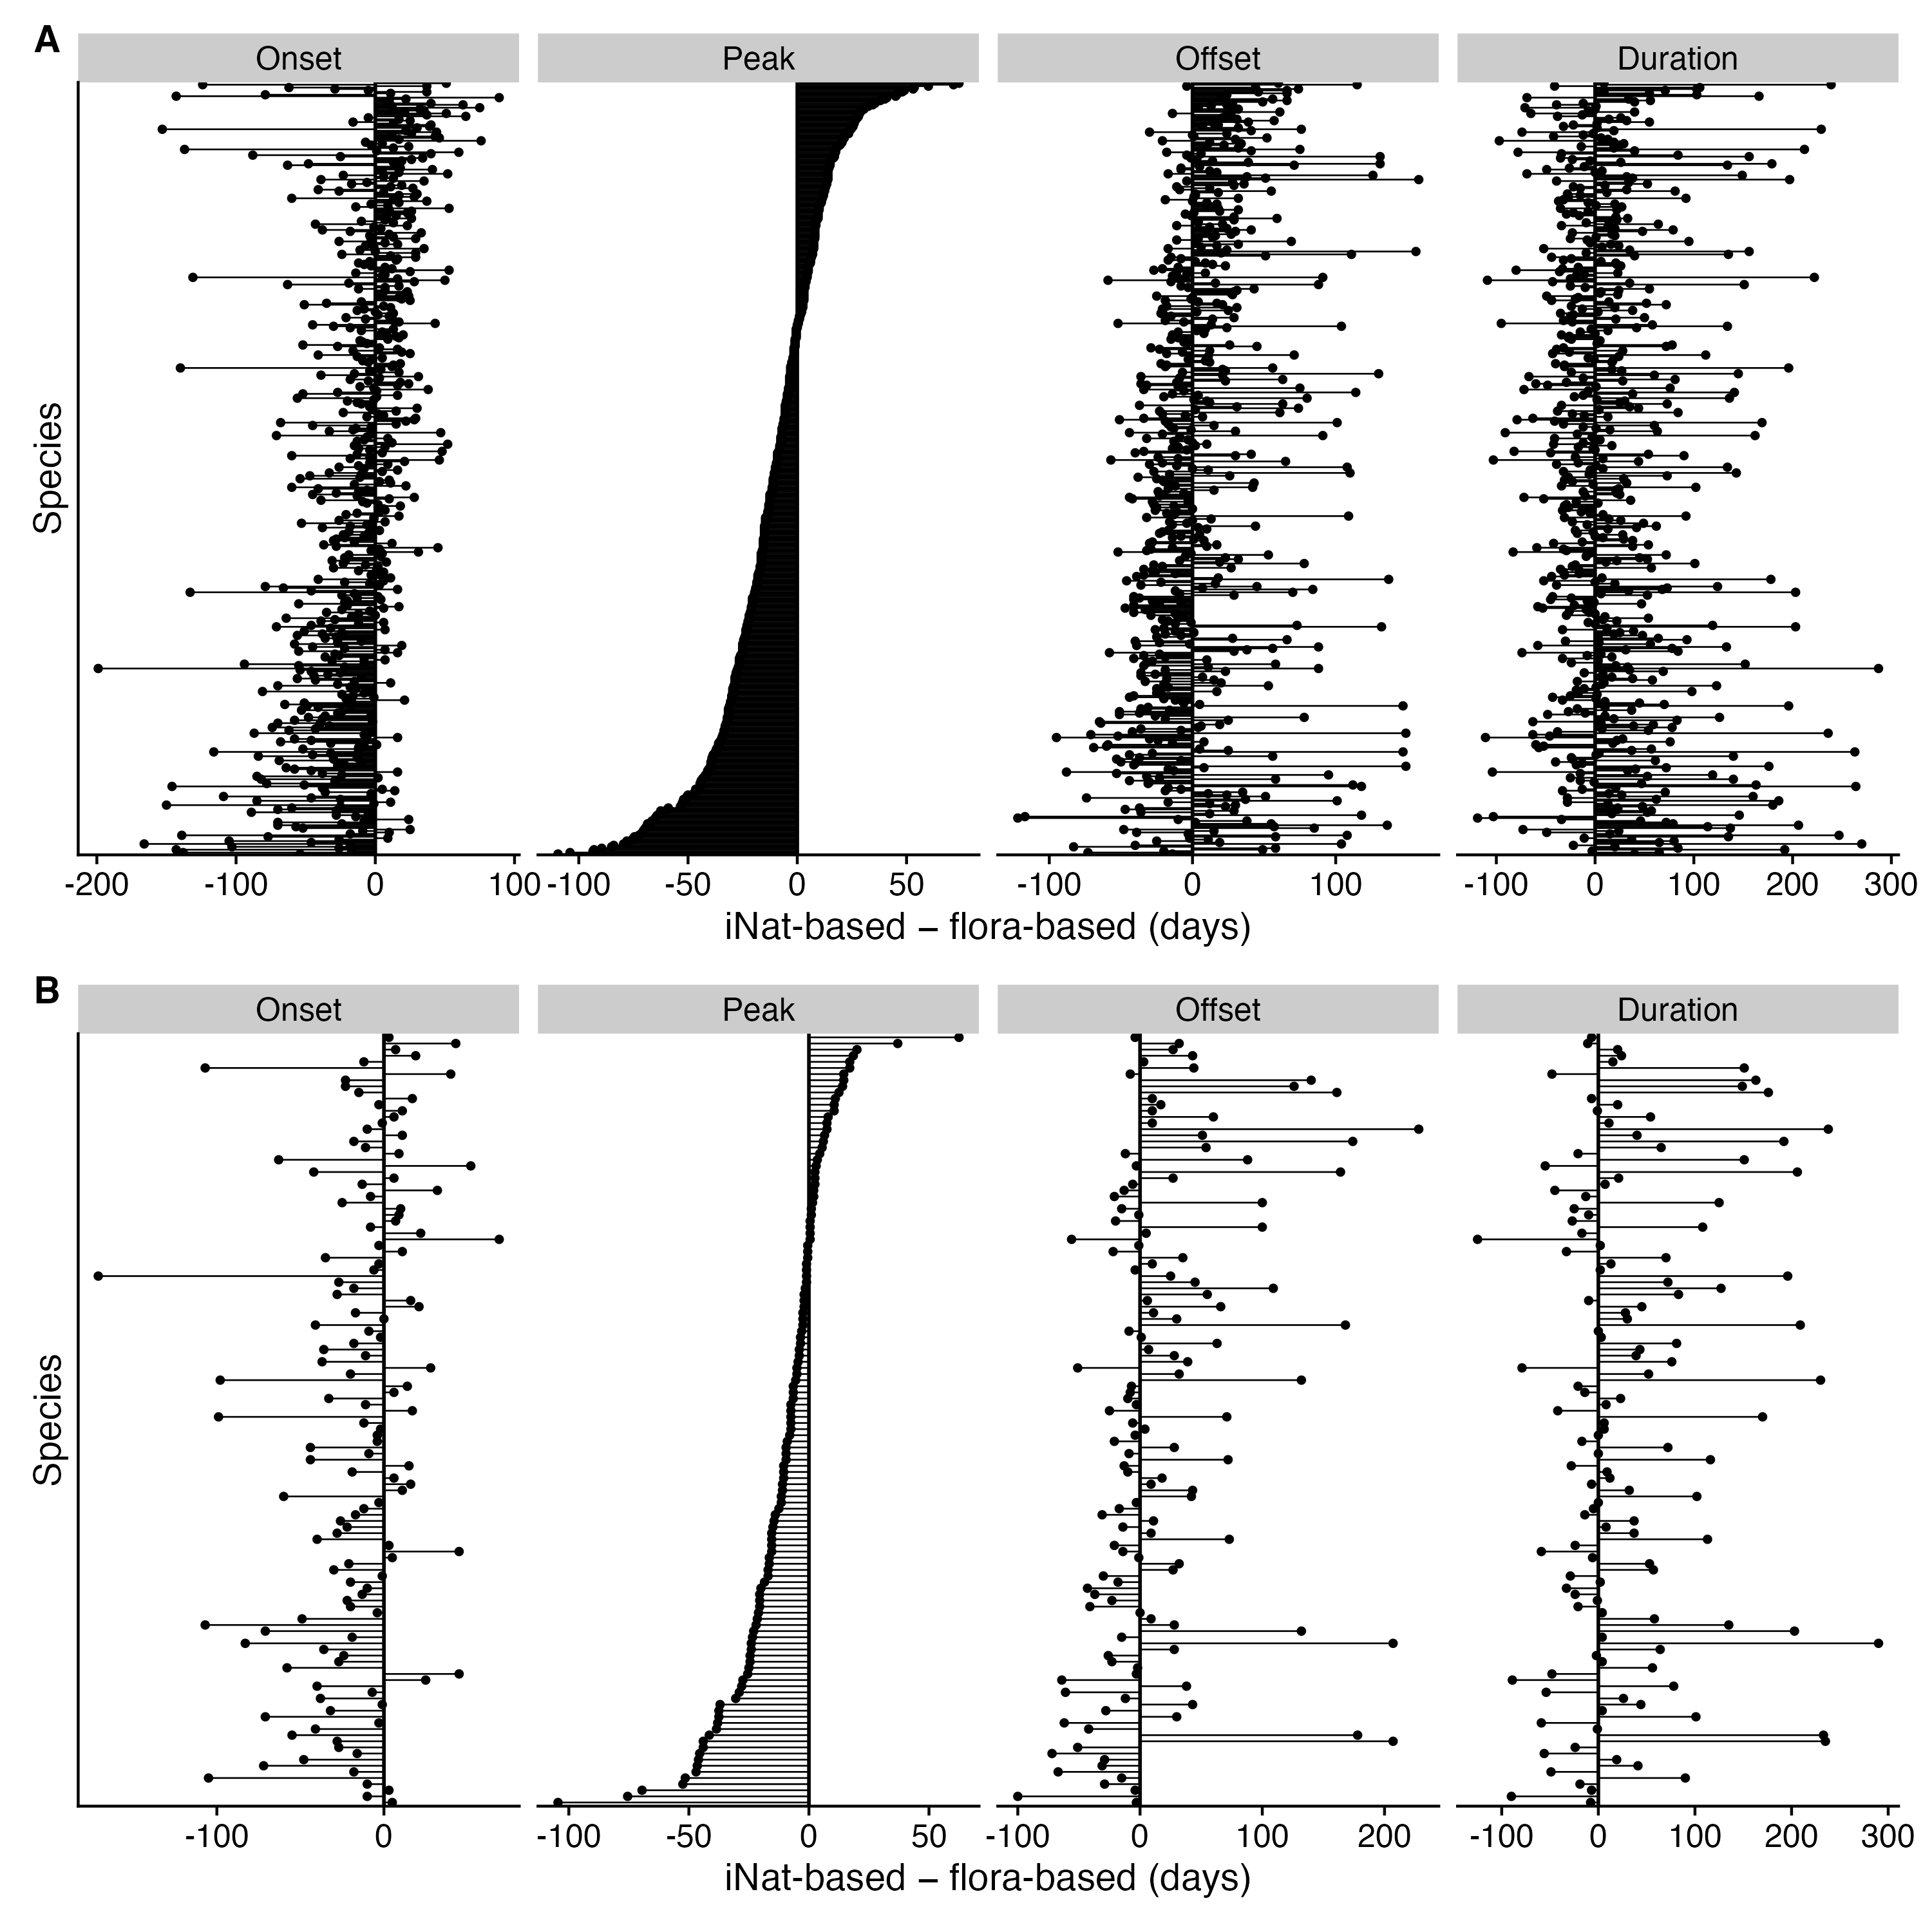 A
Onset Peak Offset Duration
Species
-200 -100 0 100 -100 -50 0 50 -100 0 100 -100 0 100 200 300
iNat-based – flora-based (days)
B
Onset Peak Offset Duration
Species
-100 0 -100 -50 0 50 -100 0 100 200 -100 0 100 200 300
iNat-based – flora-based (days)